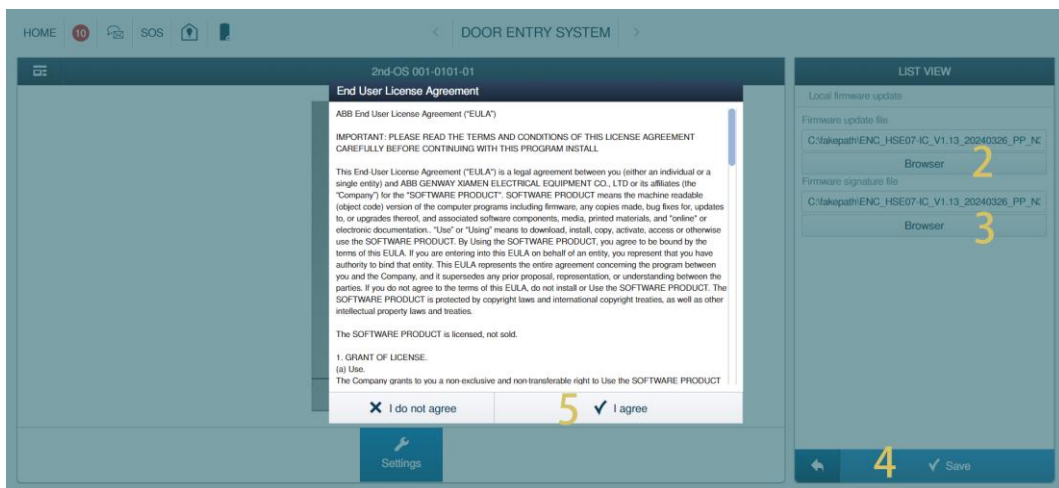 HOME 10 SOS DOOR ENTRY SYSTEM
2nd-OS 001-0101-01
End User License Agreement
ABB End User License Agreement ("EULA")
IMPORTANT: PLEASE READ THE TERMS AND CONDITIONS OF THIS LICENSE AGREEMENT
CAREFULLY BEFORE CONTINUING WITH THIS PROGRAM INSTALL
This End-User License Agreement ("EULA") is a legal agreement between you (either an individual or a
single entity) and ABB GENWAY XIAMEN ELECTRICAL EQUIPMENT CO., LTD or its affiliates (the
"Company") for the "SOFTWARE PRODUCT". SOFTWARE PRODUCT means the machine readable
(object code) version of the computer programs including firmware, any copies made, bug fixes for, updates
to, or upgrades thereof, and associated software components, media, printed materials, and "online" or
electronic documentation.. "Use" or "Using" means to download, install, copy, activate, access or otherwise
use the SOFTWARE PRODUCT. By Using the SOFTWARE PRODUCT, you agree to be bound by the
terms of this EULA. If you are entering into this EULA on behalf of an entity, you represent that you have
authority to bind that entity. This EULA represents the entire agreement concerning the program between
you and the Company, and it supersedes any prior proposal, representation, or understanding between the
parties. If you do not agree to the terms of this EULA, do not install or Use the SOFTWARE PRODUCT. The
SOFTWARE PRODUCT is protected by copyright laws and international copyright treaties, as well as other
intellectual property laws and treaties.
The SOFTWARE PRODUCT is licensed, not sold.
1. GRANT OF LICENSE.
(a) Use.
The Company grants to you a non-exclusive and non-transferable right to Use the SOFTWARE PRODUCT
I do not agree
5 I agree
Settings
LIST VIEW
Local firmware update
Firmware update file
C:\fakepath\ENC_HSE07-IC_V1.13_20240326_PP_N
Browser 2
Firmware signature file
C:\fakepath\ENC_HSE07-IC_V1.13_20240326_PP_N
Browser 3
4 Save